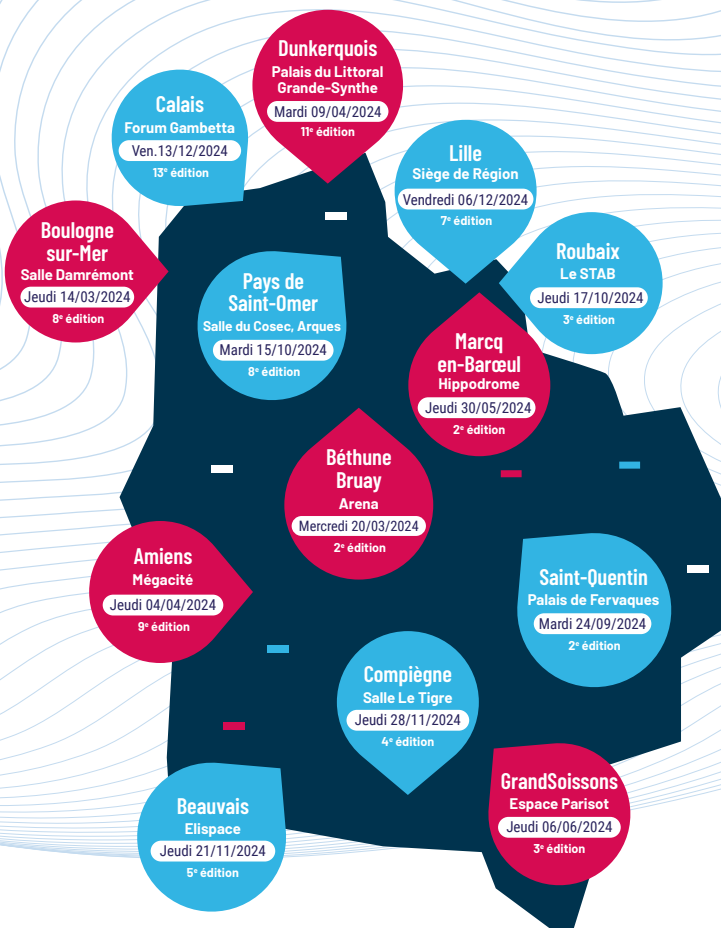 Dunkerquois
Palais du Littoral
Grande-Synthe
Mardi 09/04/2024
11e édition
Calais
Forum Gambetta
Ven.13/12/2024
13e édition
Lille
Siège de Région
Vendredi 06/12/2024
7e édition
Boulogne
sur-Mer
Salle Damrémont
Jeudi 14/03/2024
8e édition
Roubaix
Le STAB
Jeudi 17/10/2024
3e édition
Pays de
Saint-Omer
Salle du Cosec, Arques
Mardi 15/10/2024
8e édition
Marcq
en-Barœul
Hippodrome
Jeudi 30/05/2024
2e édition
Béthune
Bruay
Arena
Mercredi 20/03/2024
2e édition
Amiens
Mégacité
Jeudi 04/04/2024
9e édition
Saint-Quentin
Palais de Fervaques
Mardi 24/09/2024
2e édition
Compiègne
Salle Le Tigre
Jeudi 28/11/2024
4e édition
GrandSoissons
Espace Parisot
Jeudi 06/06/2024
3e édition
Beauvais
Elispace
Jeudi 21/11/2024
5e édition